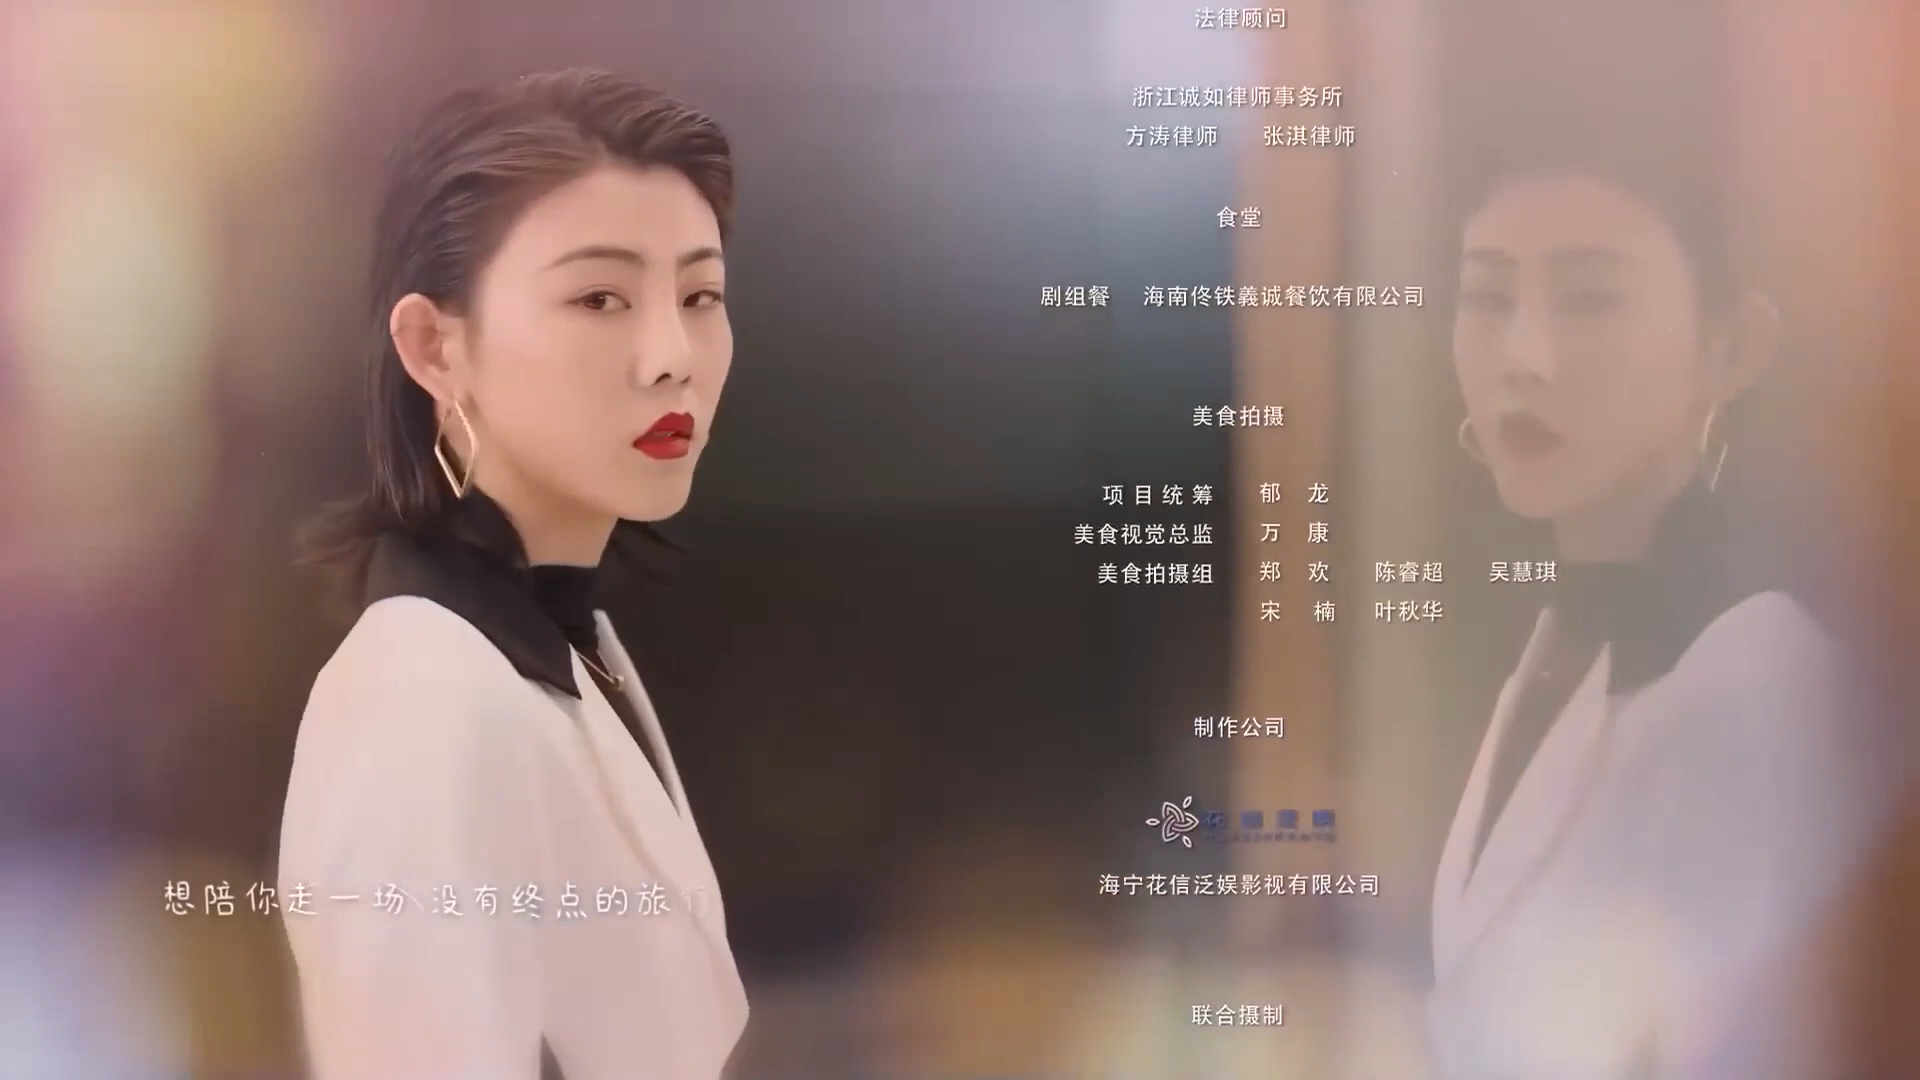 法律顾问
浙江诚如律师事务所
方涛律师 张淇律师
食堂
剧组餐 海南佟铁義诚餐饮有限公司
美食拍摄
项目统筹 郁龙
美食视觉总监 万康
美食拍摄组 郑欢 陈睿超 吴慧琪
宋楠 叶秋华
制作公司
海宁花信泛娱影视有限公司
想陪你走一场 没有终点的旅行
联合摄制